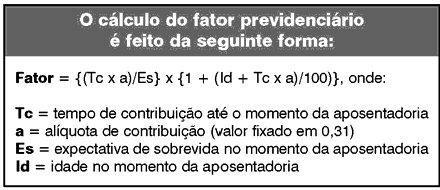 O cálculo do fator previdenciário
é feito da seguinte forma:
Fator = {(Tc x a)/Es} x {1 + (Id + Tc x a)/100)}, onde:
Tc = tempo de contribuição até o momento da aposentadoria
a = alíquota de contribuição (valor fixado em 0,31)
Es = expectativa de sobrevida no momento da aposentadoria
Id = idade no momento da aposentadoria